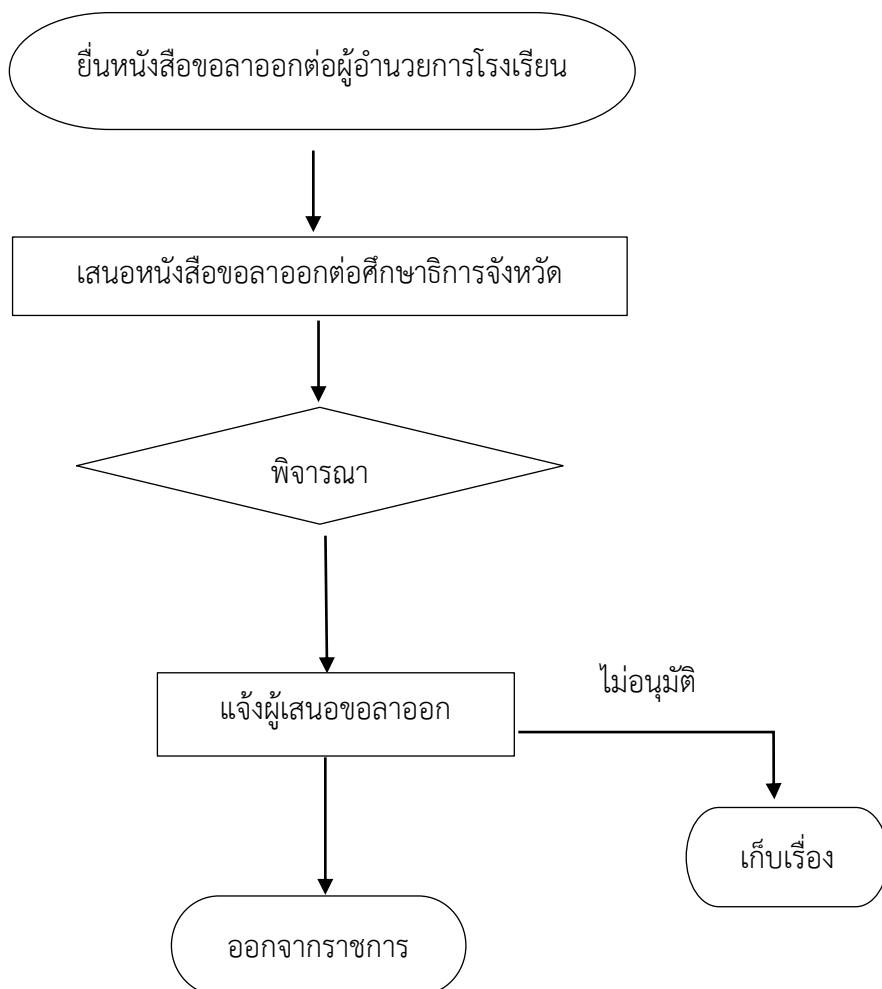 ยื่นหนังสือขอลาออกต่อผู้อำนวยการโรงเรียน
เสนอหนังสือขอลาออกต่อศึกษาธิการจังหวัด
พิจารณา
ไม่อนุมัติ
แจ้งผู้เสนอขอลาออก
เก็บเรื่อง
ออกจากราชการ